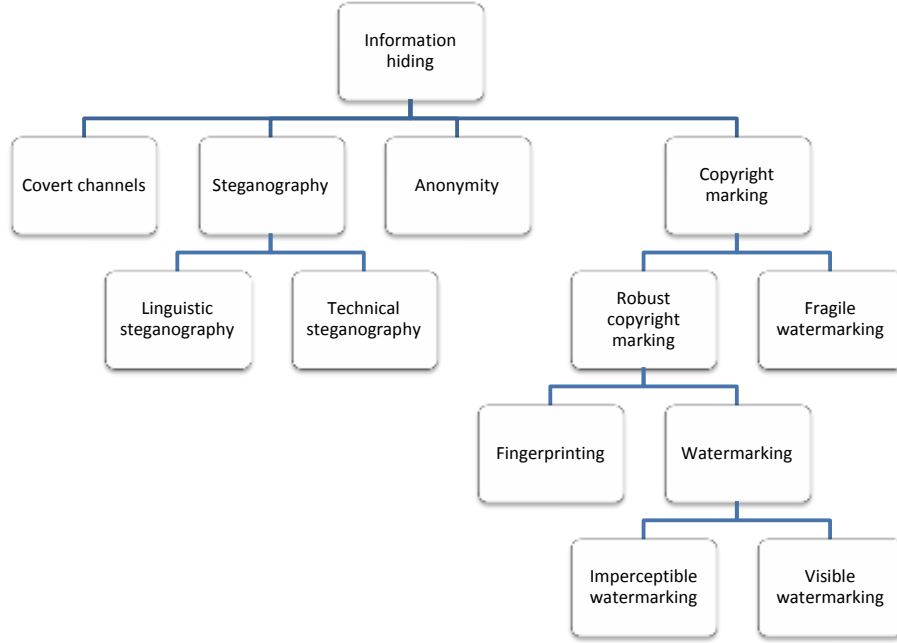 Information
hiding
Covert channels
Steganography
Anonymity
Copyright
marking
Linguistic
steganography
Technical
steganography
Robust
copyright
marking
Fragile
watermarking
Fingerprinting
Watermarking
Imperceptible
watermarking
Visible
watermarking